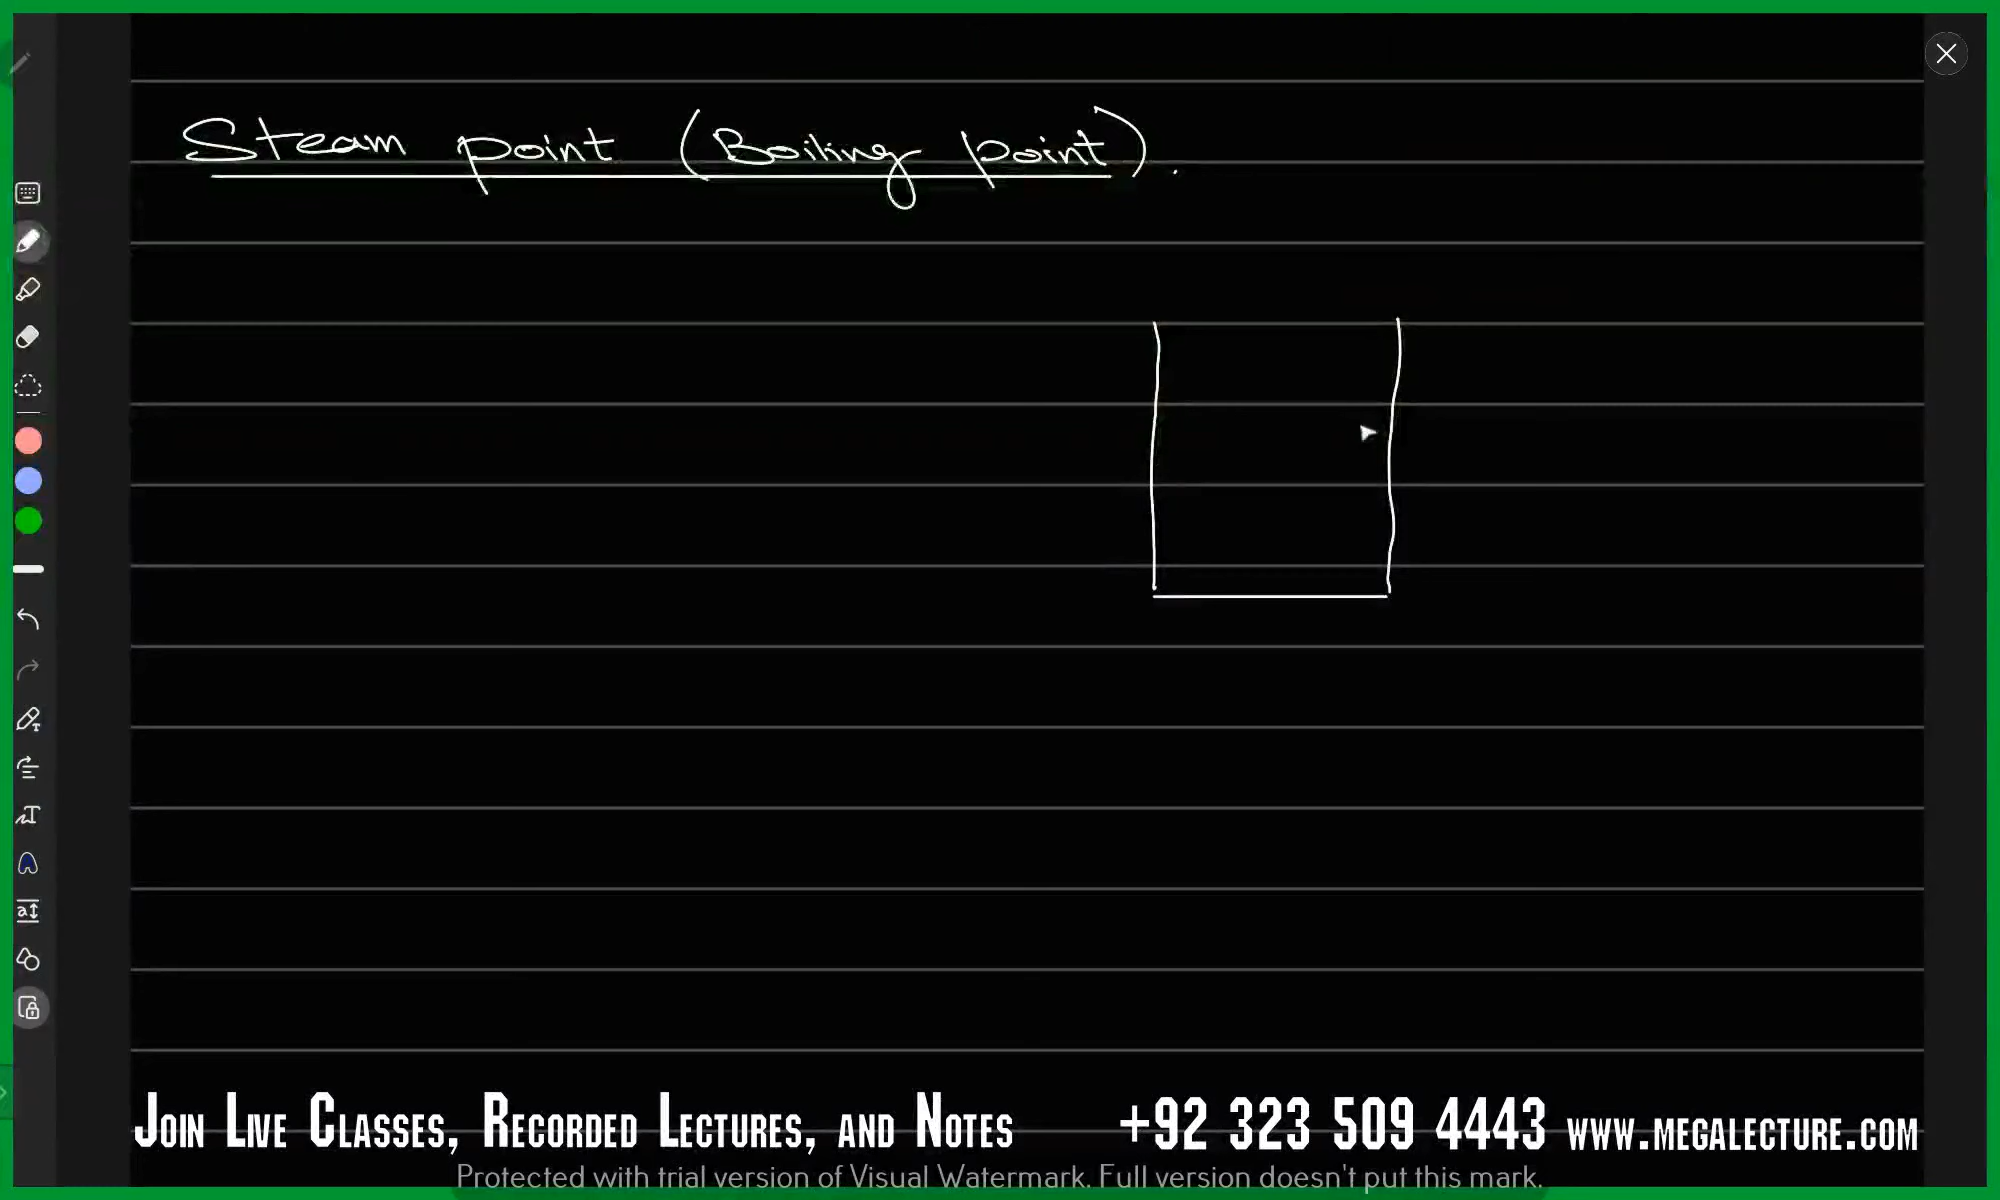 Steam point (Boiling point).
Join Live Classes, Recorded Lectures, and Notes +92 323 509 4443 www.megalecture.com
Protected with trial version of Visual Watermark. Full version doesn't put this mark.